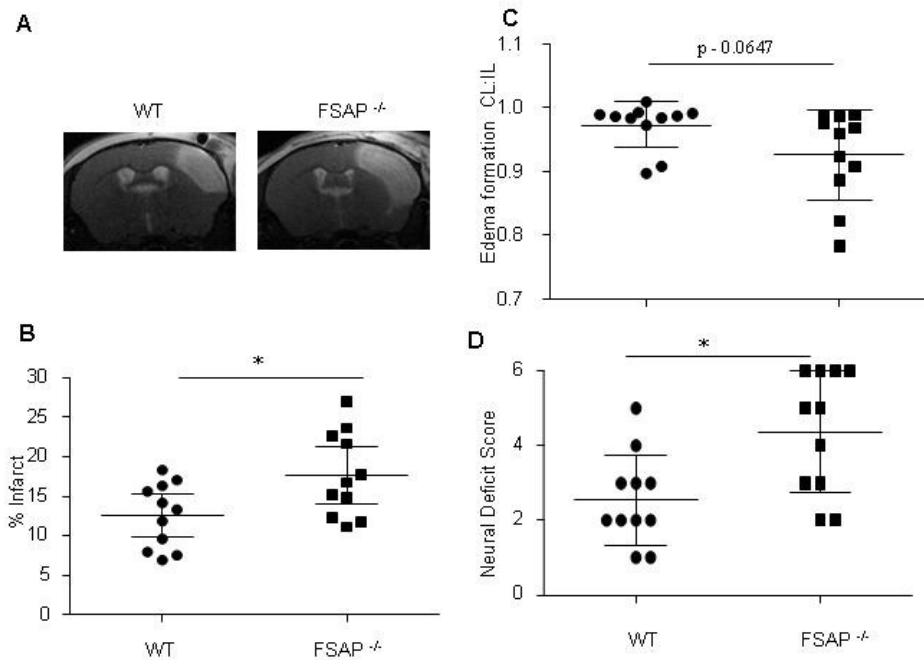 A
WT
FSAP -/-
B
*
% Infarct
30
25
20
15
10
5
0
WT
FSAP -/-
C
p - 0.0647
Edema formation CL:IL
1.1
1.0
0.9
0.8
0.7
D
*
Neural Deficit Score
6
4
2
0
WT
FSAP -/-